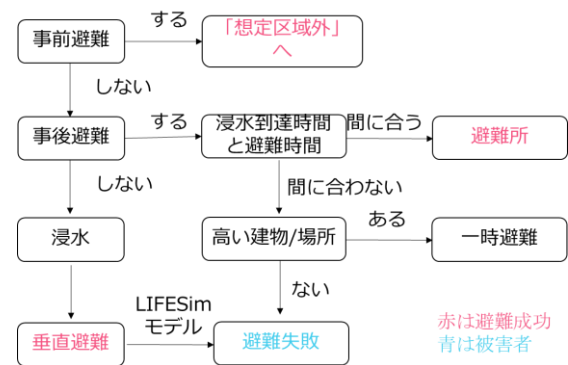 事前避難
する
「想定区域外」
へ
しない
事後避難
する
浸水到達時間
と避難時間
間に合う
避難所
しない
間に合わない
浸水
高い建物/場所
ある
一時避難
ない
LIFESim
モデル
垂直避難
避難失敗
赤は避難成功
青は被害者